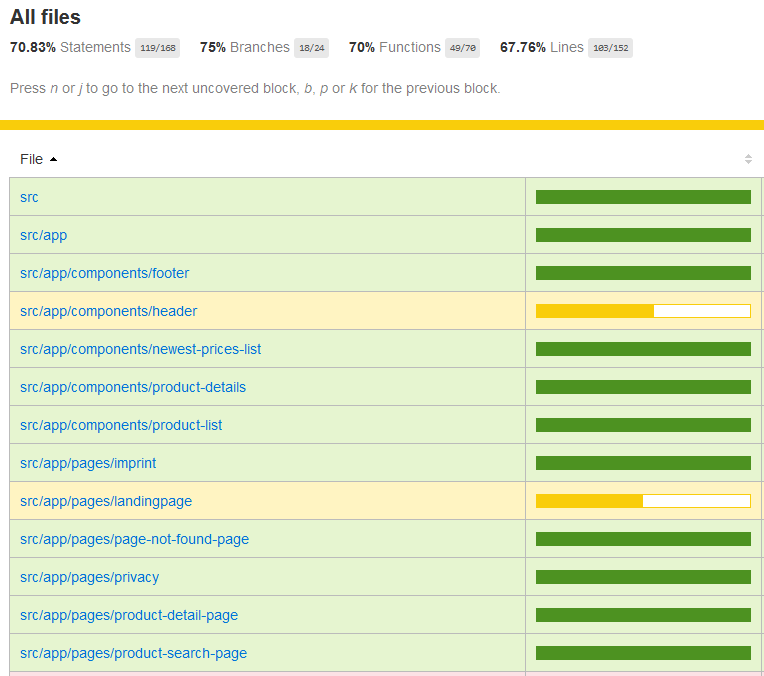 All files
70.83% Statements 119/168 75% Branches 18/24 70% Functions 49/70 67.76% Lines 103/152
Press n or j to go to the next uncovered block, b, p or k for the previous block.
File
src
src/app
src/app/components/footer
src/app/components/header
src/app/components/newest-prices-list
src/app/components/product-details
src/app/components/product-list
src/app/pages/imprint
src/app/pages/landingpage
src/app/pages/page-not-found-page
src/app/pages/privacy
src/app/pages/product-detail-page
src/app/pages/product-search-page